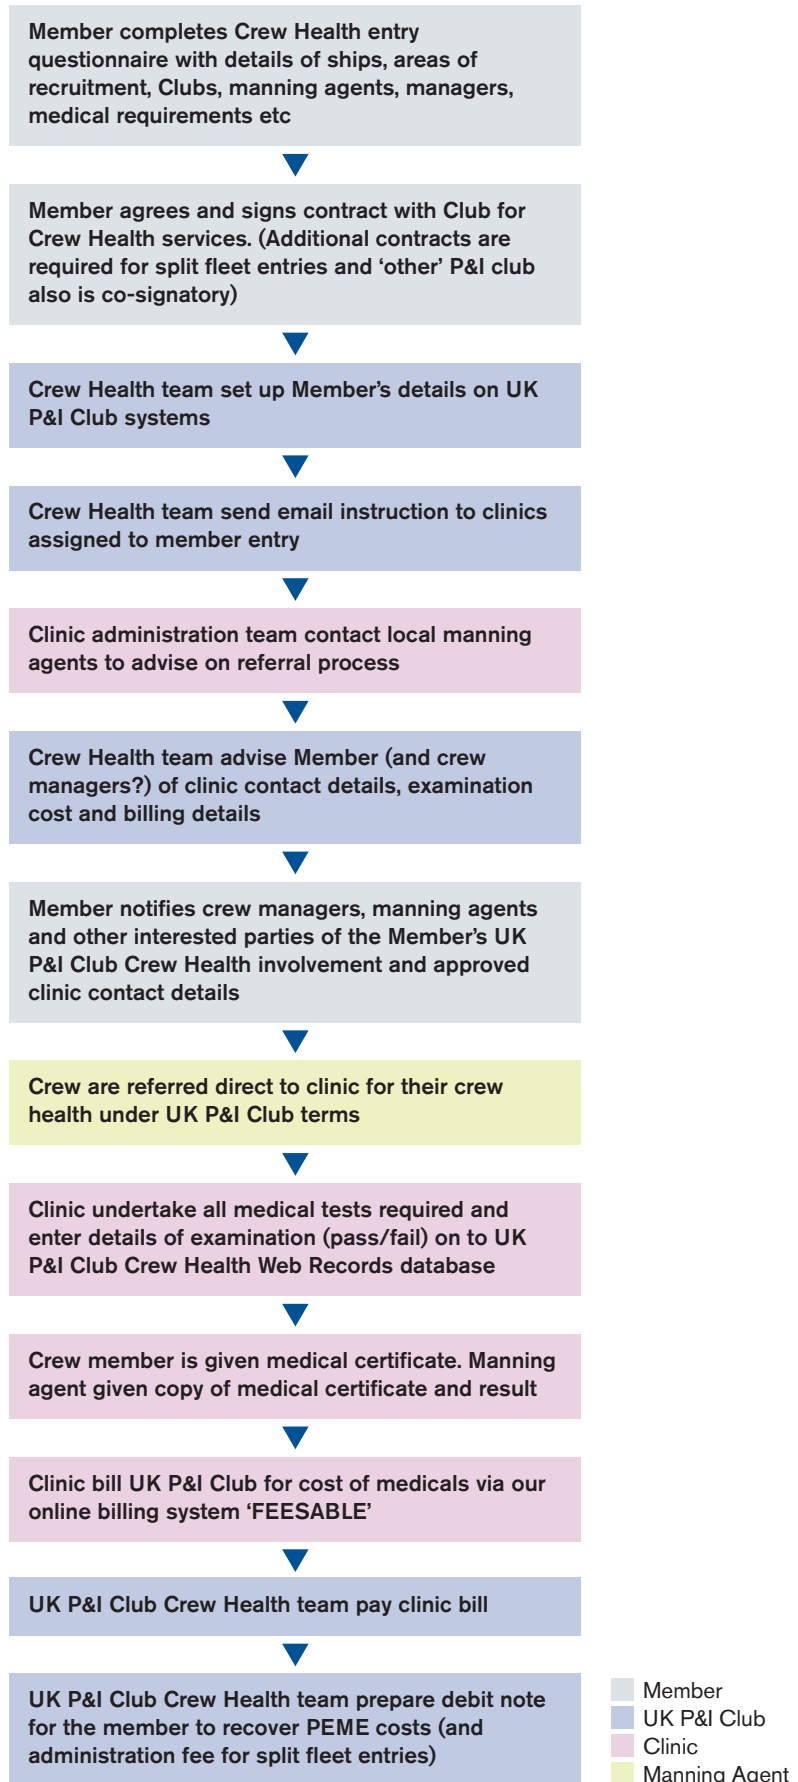 Member completes Crew Health entry
questionnaire with details of ships, areas of
recruitment, Clubs, manning agents, managers,
medical requirements etc
Member agrees and signs contract with Club for
Crew Health services. (Additional contracts are
required for split fleet entries and ‘other’ P&I club
also is co-signatory)
Crew Health team set up Member’s details on UK
P&I Club systems
Crew Health team send email instruction to clinics
assigned to member entry
Clinic administration team contact local manning
agents to advise on referral process
Crew Health team advise Member (and crew
managers?) of clinic contact details, examination
cost and billing details
Member notifies crew managers, manning agents
and other interested parties of the Member’s UK
P&I Club Crew Health involvement and approved
clinic contact details
Crew are referred direct to clinic for their crew
health under UK P&I Club terms
Clinic undertake all medical tests required and
enter details of examination (pass/fail) on to UK
P&I Club Crew Health Web Records database
Crew member is given medical certificate. Manning
agent given copy of medical certificate and result
Clinic bill UK P&I Club for cost of medicals via our
online billing system ‘FEESABLE’
UK P&I Club Crew Health team pay clinic bill
UK P&I Club Crew Health team prepare debit note
for the member to recover PEME costs (and
administration fee for split fleet entries)
Member
UK P&I Club
Clinic
Manning Agent